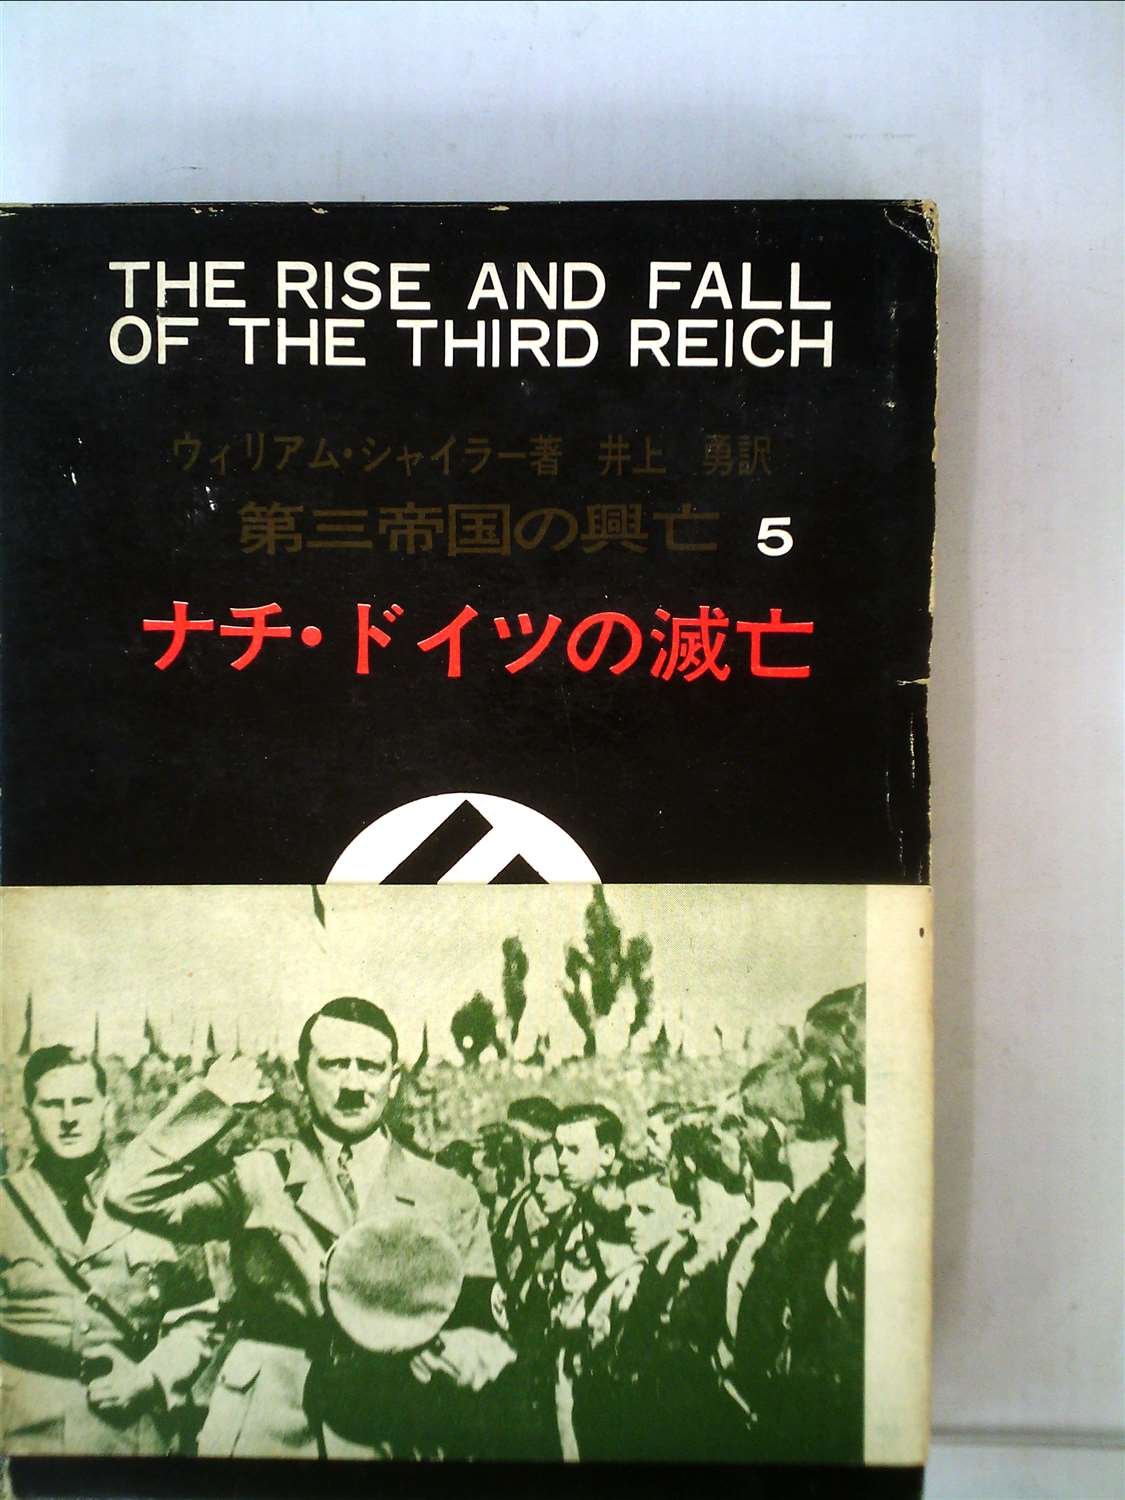 THE RISE AND FALL
OF THE THIRD REICH
ウィリアム・シャイラー著 井上 勇訳
第三帝国の興亡 5
ナチ・ドイツの滅亡